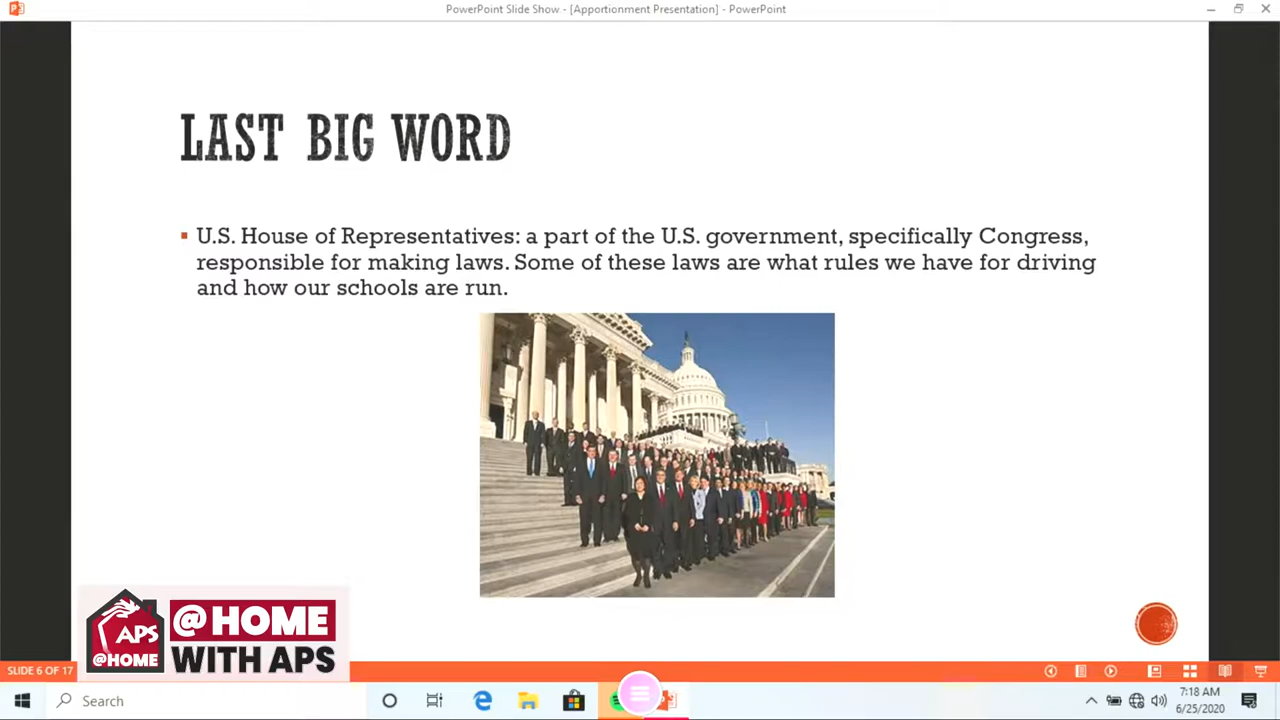 PowerPoint Slide Show - [Apportionment Presentation] - PowerPoint
LAST BIG WORD
▪ U.S. House of Representatives: a part of the U.S. government, specifically Congress,
responsible for making laws. Some of these laws are what rules we have for driving
and how our schools are run.
APS
@HOME
@HOME
WITH APS
SLIDE 6 OF 17
Search
7:18 AM
6/25/2020